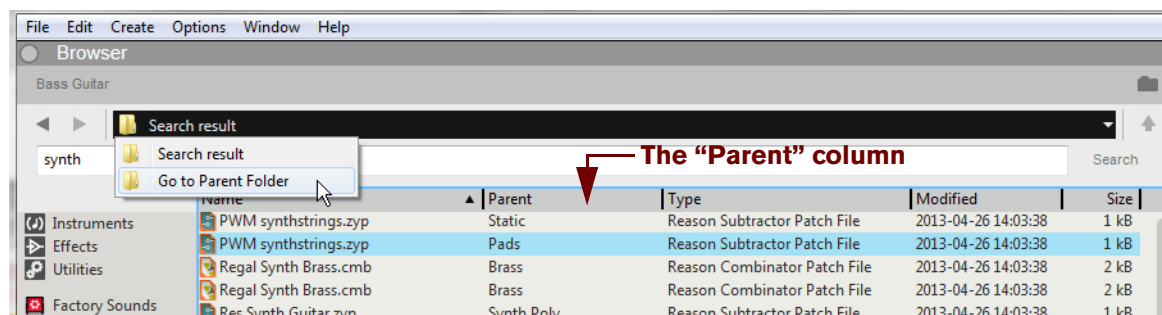 File Edit Create Options Window Help
Browser
Bass Guitar
Search result
Search result
Go to Parent Folder
synth
The “Parent” column
Search
Name Parent Type Modified Size
Instruments
Effects
Utilities
Factory Sounds
PWM synthstrings.zyp Static Reason Subtractor Patch File 2013-04-26 14:03:38 1 kB
PWM synthstrings.zyp Pads Reason Subtractor Patch File 2013-04-26 14:03:38 1 kB
Regal Synth Brass.cmb Brass Reason Combinator Patch File 2013-04-26 14:03:38 2 kB
Regal Synth Brass.cmb Brass Reason Combinator Patch File 2013-04-26 14:03:38 2 kB
Res Synth Guitar.zyp Synth Poly Reason Subtractor Patch File 2013-04-26 14:03:38 1 kB